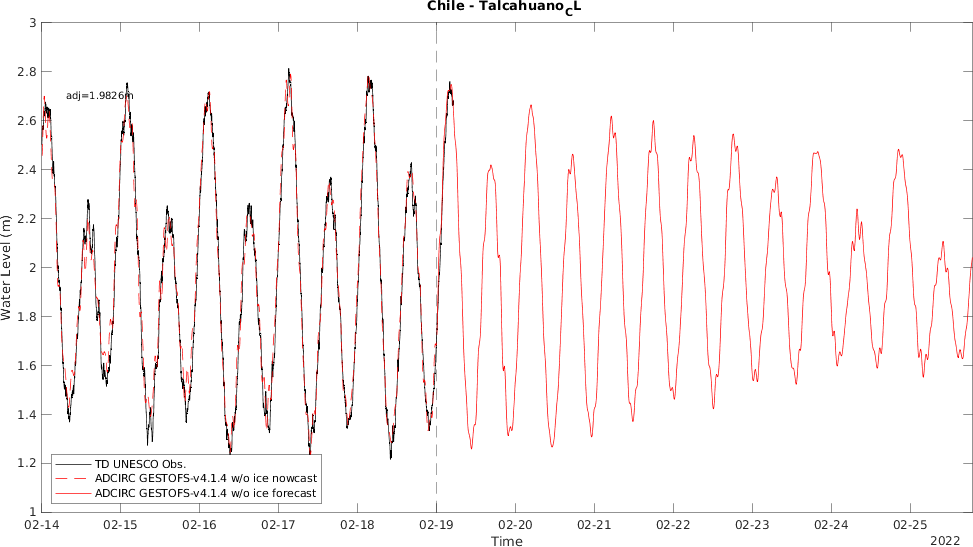 Chile - Talcahuano_CL
3
2.8
2.6
2.4
2.2
2
1.8
1.6
1.4
1.2
1
Water Level (m)
adj=1.9826m
TD UNESCO Obs.
ADCIRC GESTOFS-v4.1.4 w/o ice nowcast
ADCIRC GESTOFS-v4.1.4 w/o ice forecast
02-14 02-15 02-16 02-17 02-18 02-19 02-20 02-21 02-22 02-23 02-24 02-25
Time
2022